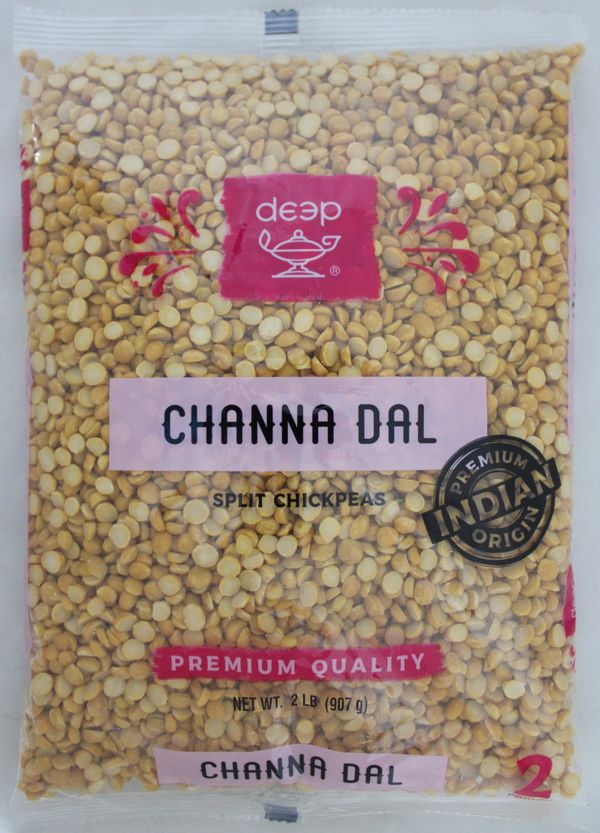 deep
®
CHANNA DAL
SPLIT CHICKPEAS
PREMIUM
INDIAN
ORIGIN
PREMIUM QUALITY
NET WT. 2 LB (907 g)
CHANNA DAL
2